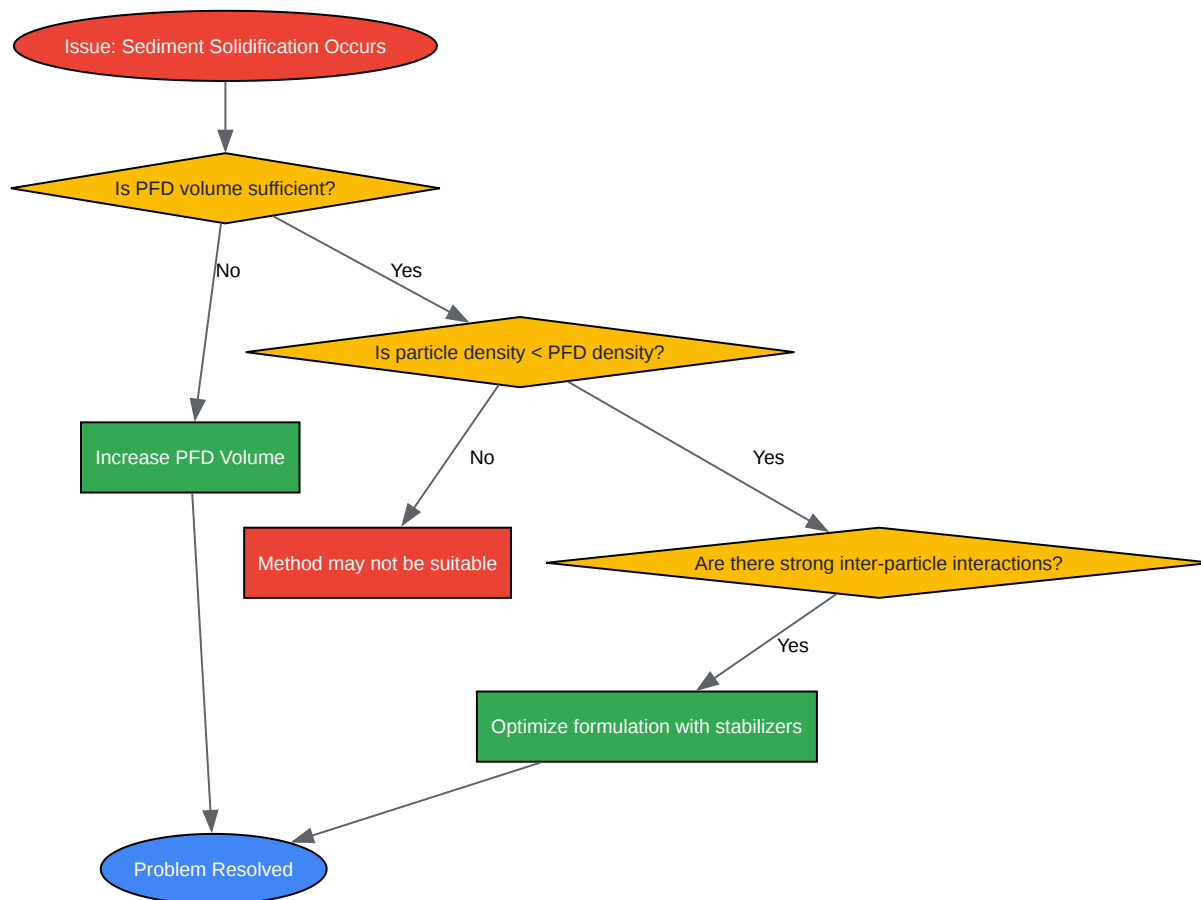 Issue: Sediment Solidification Occurs
Is PFD volume sufficient?
No
Yes
Is particle density < PFD density?
Increase PFD Volume
No
Yes
Method may not be suitable
Are there strong inter-particle interactions?
Yes
Optimize formulation with stabilizers
Problem Resolved